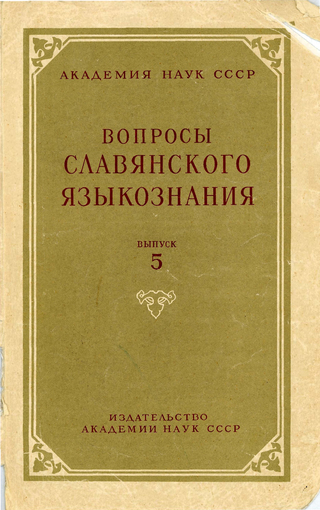 АКАДЕМИЯ НАУК СССР
ВОПРОСЫ
СЛАВЯНСКОГО
ЯЗЫКОЗНАНИЯ
ВЫПУСК
5
ИЗДАТЕЛЬСТВО
АКАДЕМИИ НАУК СССР